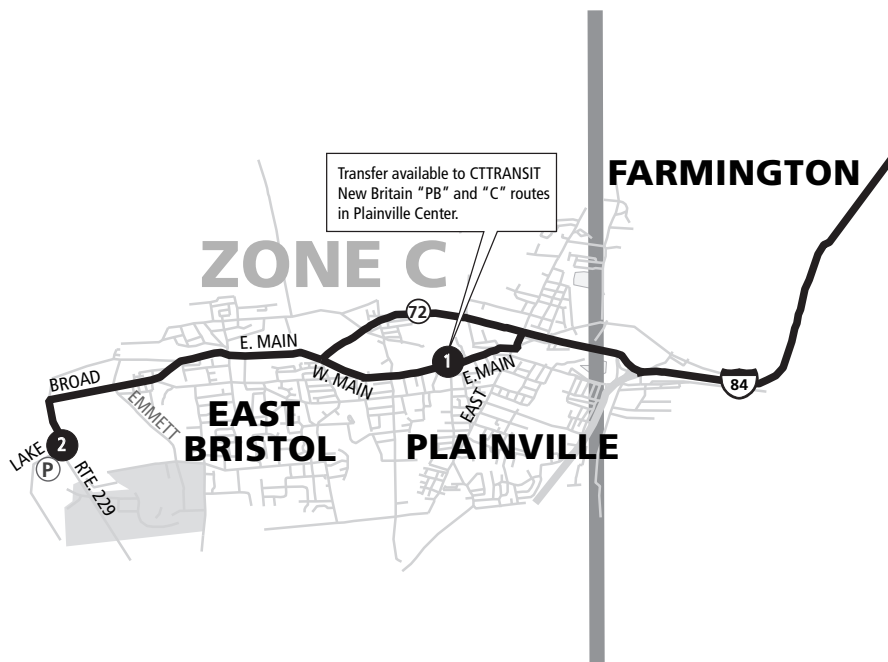 Transfer available to CTTRANSIT
New Britain "PB" and "C" routes
in Plainville Center.
FARMINGTON
ZONE C
72
E. MAIN
1
W. MAIN
E. MAIN
EAST
84
BROAD
EMMETT
EAST
BRISTOL
PLAINVILLE
LAKE
2
P
RTE. 229